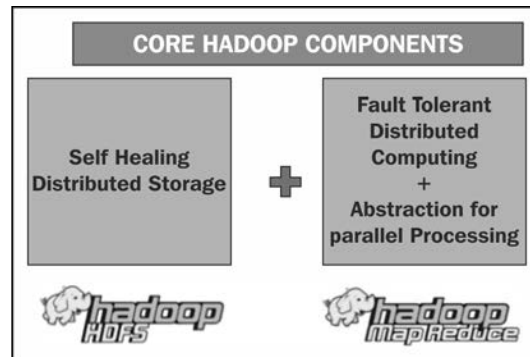 CORE HADOOP COMPONENTS
Self Healing
Distributed Storage
+
Fault Tolerant
Distributed
Computing
+
Abstraction for
parallel Processing
hadoop
HDFS
hadoop
MapReduce